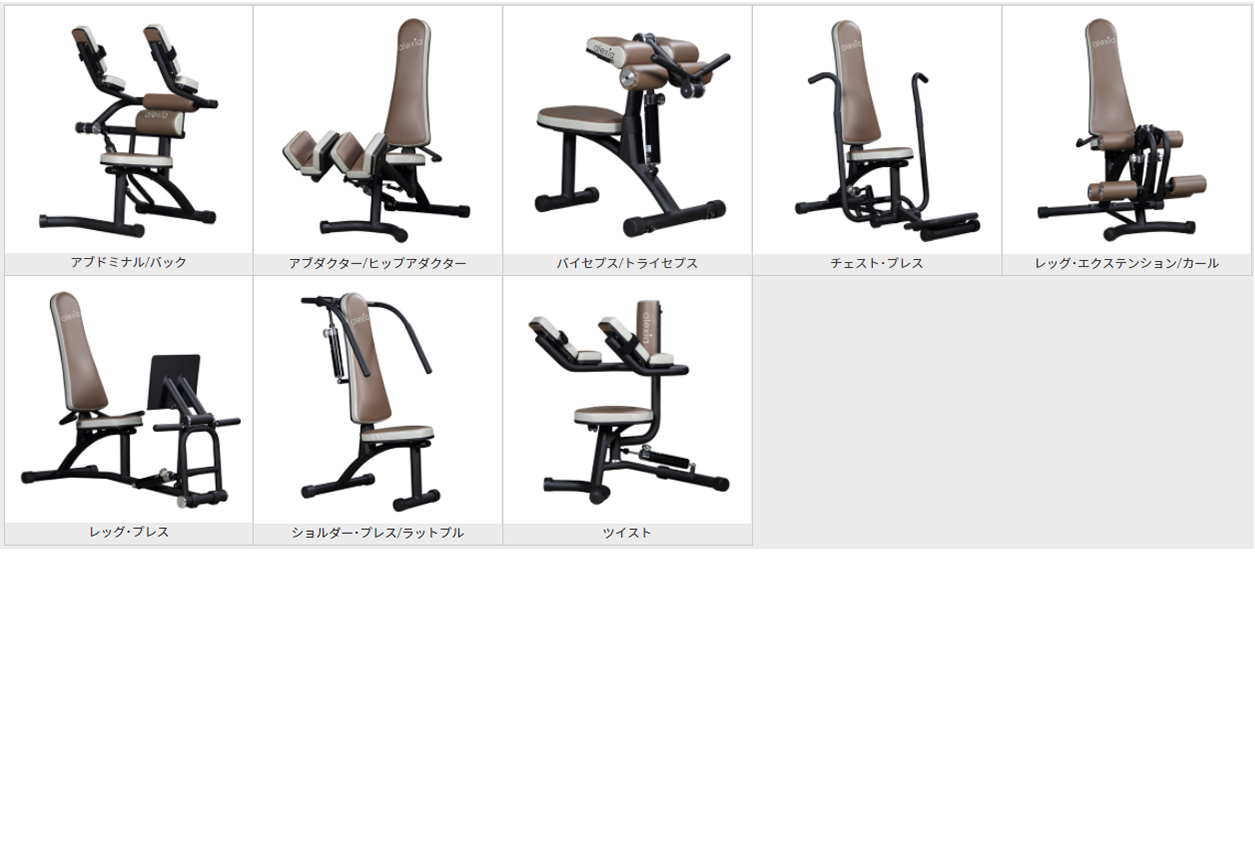 alexia
alexia
alexia
alexia
alexia
アブドミナル/バック
アブダクター/ヒップアダクター
バイセプス/トライセプス
チェスト･プレス
レッグ･エクステンション/カール
alexia
alexia
alexia
レッグ･プレス
ショルダー･プレス/ラットプル
ツイスト